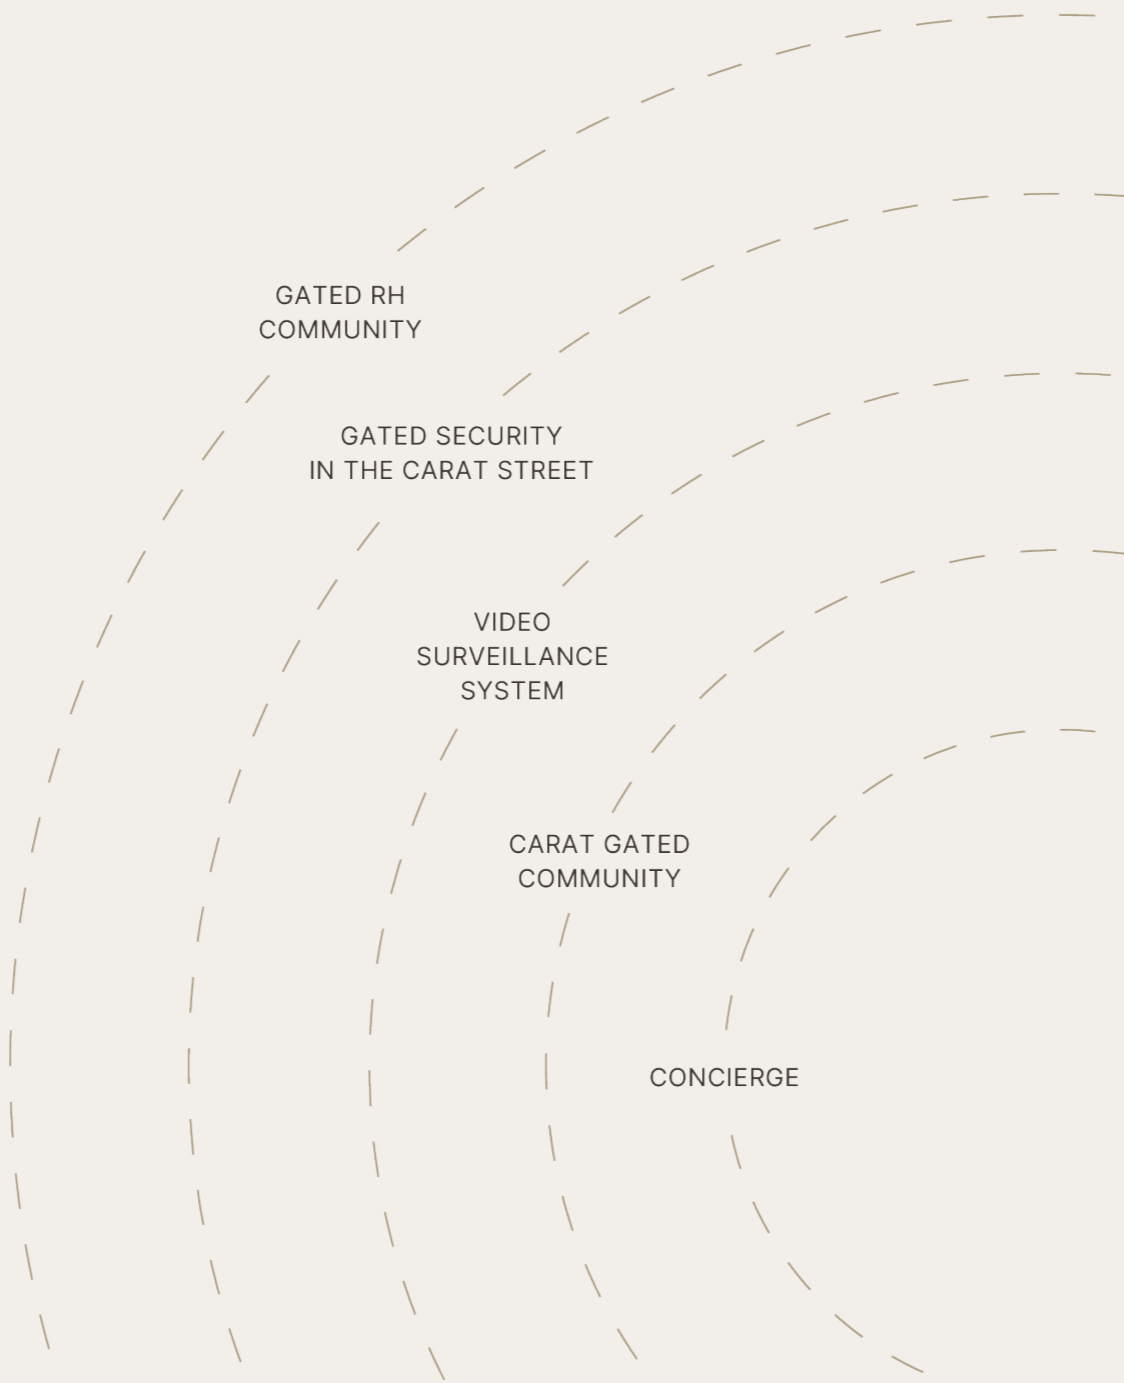 GATED RH
COMMUNITY
GATED SECURITY
IN THE CARAT STREET
VIDEO
SURVEILLANCE
SYSTEM
CARAT GATED
COMMUNITY
CONCIERGE